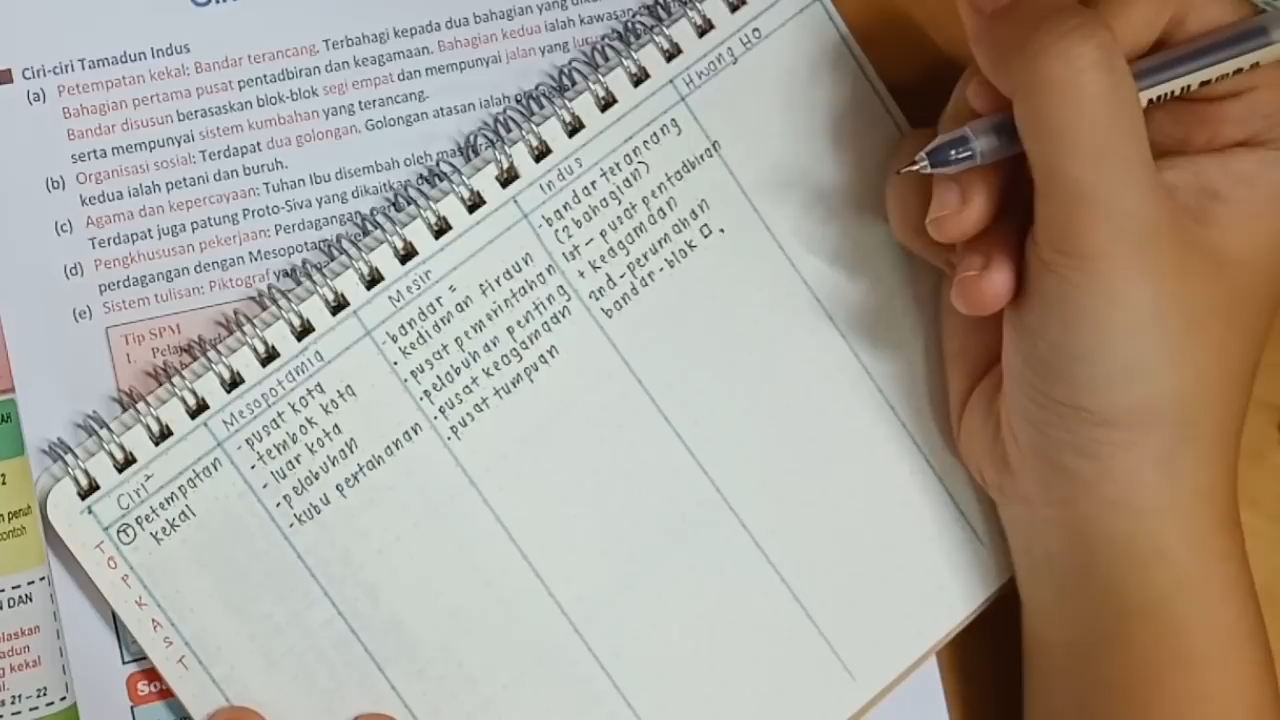 Ciri-ciri Tamadun Indus
(a) Petempatan kekal: Bandar terancang. Terbahagi kepada dua bahagian yang
Bahagian pertama pusat pentadbiran dan keagamaan. Bahagian kedua ialah kawasan
Bandar disusun berasaskan blok-blok segi empat dan mempunyai jalan yang
serta mempunyai sistem kumbahan yang terancang.
(b) Organisasi sosial: Terdapat dua golongan. Golongan atasan ialah
kedua ialah petani dan buruh.
(c) Agama dan kepercayaan: Tuhan Ibu disembah oleh
Terdapat juga patung Proto-Siva yang dikaitkan
(d) Pengkhususan pekerjaan: Perdagangan,
perdagangan dengan
(e) Sistem tulisan: Piktograf
Tip SPM
1.
Ciri²
① Petempatan
kekal
Mesopotamia
- pusat kota
- tembok kota
- luar kota
- pelabuhan
- kubu pertahanan
Mesir
- bandar =
• kediaman Firaun
• pusat pemerintahan
- pelabuhan penting
- pusat keagamaan
- pusat tumpuan
Indus
- bandar terancang
(2 bahagian)
1st - pusat pentadbiran
+ keagamaan
2nd - perumahan
bandar - blok □,
Hwang Ho
T
O
P
K
A
S
T
2
DAN
21 – 22